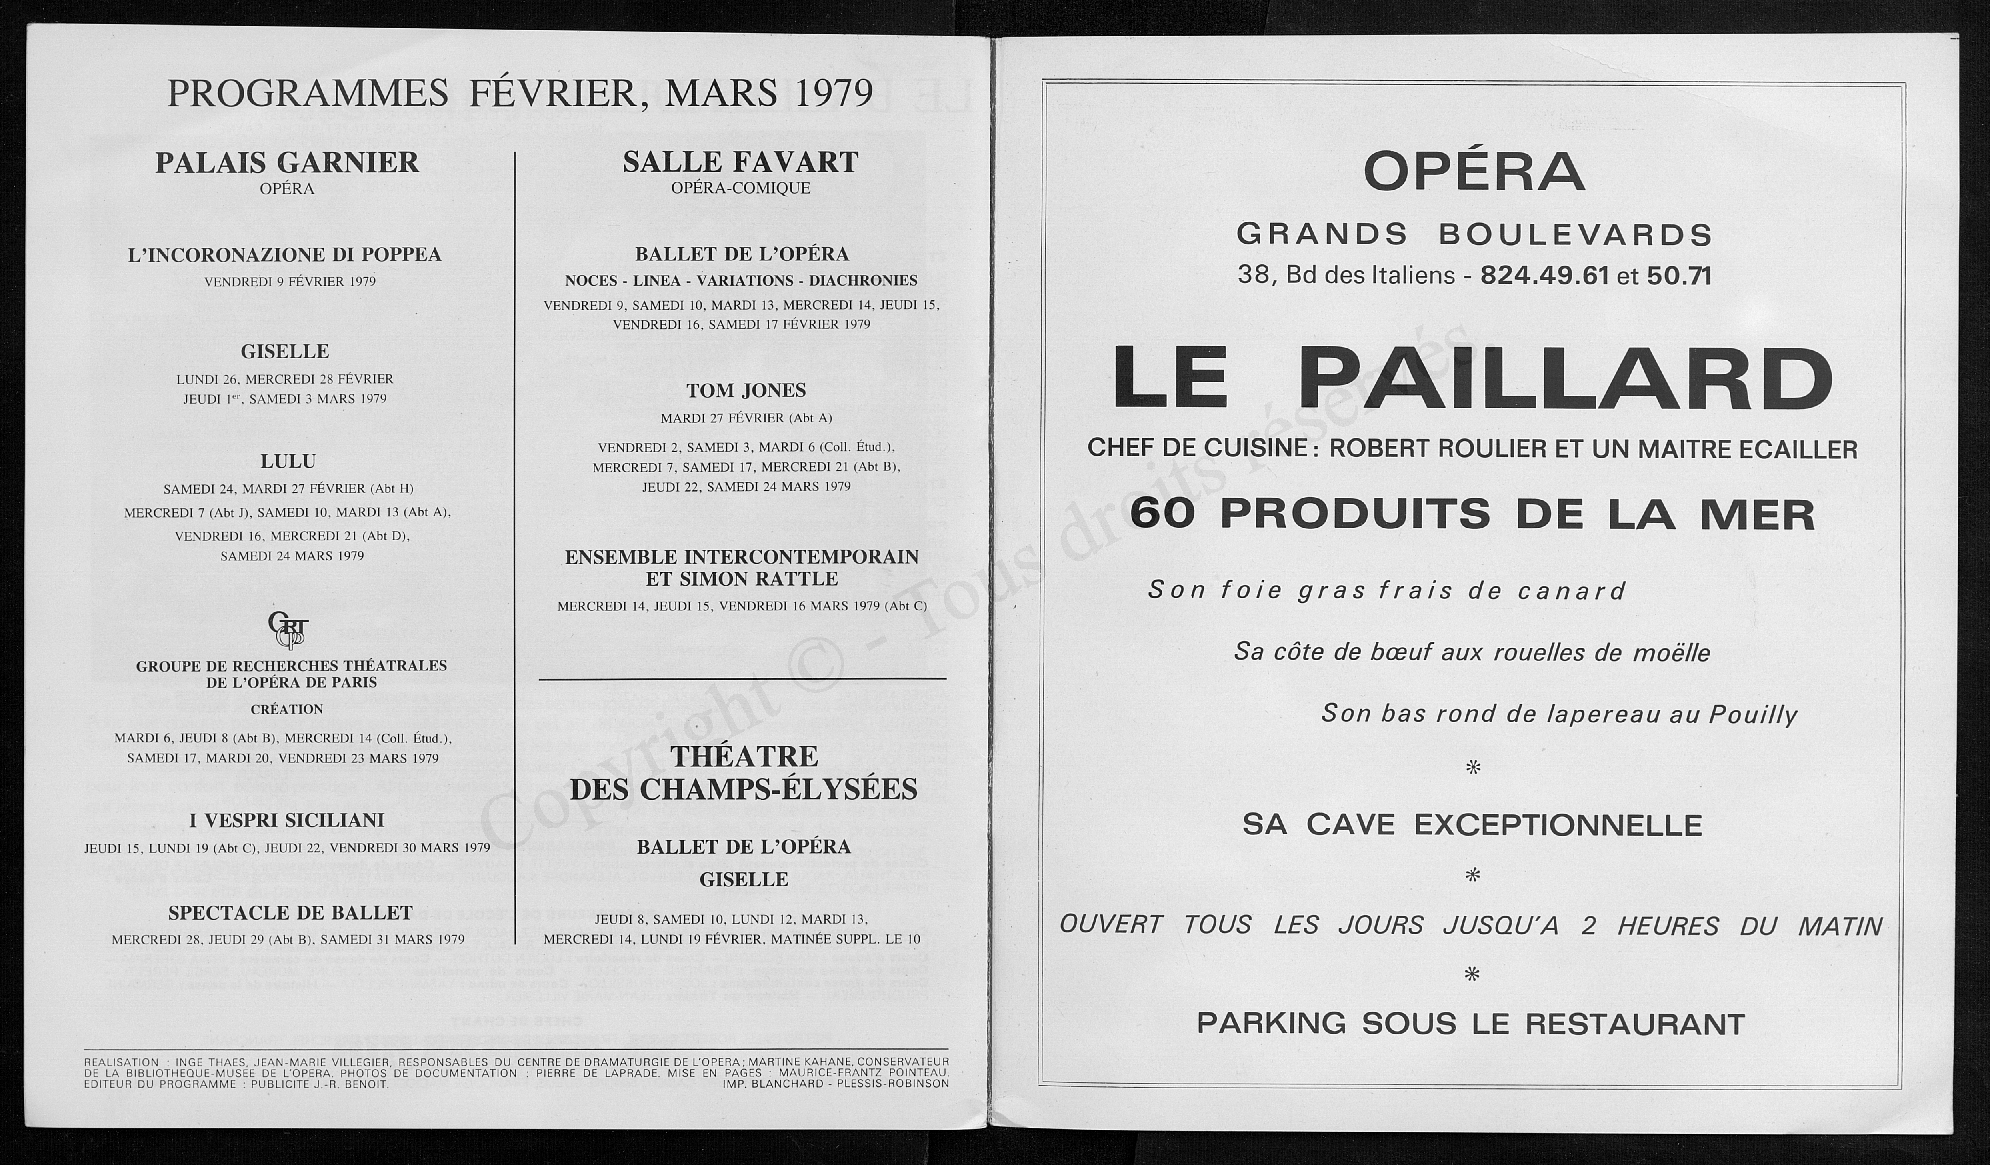 PROGRAMMES FÉVRIER, MARS 1979
PALAIS GARNIER
OPÉRA
L'INCORONAZIONE DI POPPEA
VENDREDI 9 FÉVRIER 1979
GISELLE
LUNDI 26, MERCREDI 28 FÉVRIER
JEUDI 1er, SAMEDI 3 MARS 1979
LULU
SAMEDI 24, MARDI 27 FÉVRIER (Abt H)
MERCREDI 7 (Abt J), SAMEDI 10, MARDI 13 (Abt A),
VENDREDI 16, MERCREDI 21 (Abt D),
SAMEDI 24 MARS 1979
GROUPE DE RECHERCHES THÉATRALES
DE L'OPÉRA DE PARIS
CRÉATION
MARDI 6, JEUDI 8 (Abt B), MERCREDI 14 (Coll. Étud.),
SAMEDI 17, MARDI 20, VENDREDI 23 MARS 1979
I VESPRI SICILIANI
JEUDI 15, LUNDI 19 (Abt C), JEUDI 22, VENDREDI 30 MARS 1979
SPECTACLE DE BALLET
MERCREDI 28, JEUDI 29 (Abt B), SAMEDI 31 MARS 1979
SALLE FAVART
OPÉRA-COMIQUE
BALLET DE L'OPÉRA
NOCES - LINEA - VARIATIONS - DIACHRONIES
VENDREDI 9, SAMEDI 10, MARDI 13, MERCREDI 14, JEUDI 15,
VENDREDI 16, SAMEDI 17 FÉVRIER 1979
TOM JONES
MARDI 27 FÉVRIER (Abt A)
VENDREDI 2, SAMEDI 3, MARDI 6 (Coll. Étud.),
MERCREDI 7, SAMEDI 17, MERCREDI 21 (Abt B),
JEUDI 22, SAMEDI 24 MARS 1979
ENSEMBLE INTERCONTEMPORAIN
ET SIMON RATTLE
MERCREDI 14, JEUDI 15, VENDREDI 16 MARS 1979 (Abt C)
THÉATRE
DES CHAMPS-ÉLYSÉES
BALLET DE L'OPÉRA
GISELLE
JEUDI 8, SAMEDI 10, LUNDI 12, MARDI 13,
MERCREDI 14, LUNDI 19 FÉVRIER, MATINÉE SUPPL. LE 10
REALISATION : INGE THAES, JEAN-MARIE VILLEGIER, RESPONSABLES DU CENTRE DE DRAMATURGIE DE L'OPERA; MARTINE KAHANE, CONSERVATEUR
DE LA BIBLIOTHEQUE-MUSEE DE L'OPERA. PHOTOS DE DOCUMENTATION : PIERRE DE LAPRADE. MISE EN PAGES : MAURICE-FRANTZ POINTEAU.
EDITEUR DU PROGRAMME : PUBLICITE J.-R. BENOIT. IMP. BLANCHARD - PLESSIS-ROBINSON
OPÉRA
GRANDS BOULEVARDS
38, Bd des Italiens - 824.49.61 et 50.71
LE PAILLARD
CHEF DE CUISINE : ROBERT ROULIER ET UN MAITRE ECAILLER
60 PRODUITS DE LA MER
Son foie gras frais de canard
Sa côte de bœuf aux rouelles de moëlle
Son bas rond de lapereau au Pouilly
*
SA CAVE EXCEPTIONNELLE
*
OUVERT TOUS LES JOURS JUSQU'A 2 HEURES DU MATIN
*
PARKING SOUS LE RESTAURANT
Copyright © - Tous droits réservés.